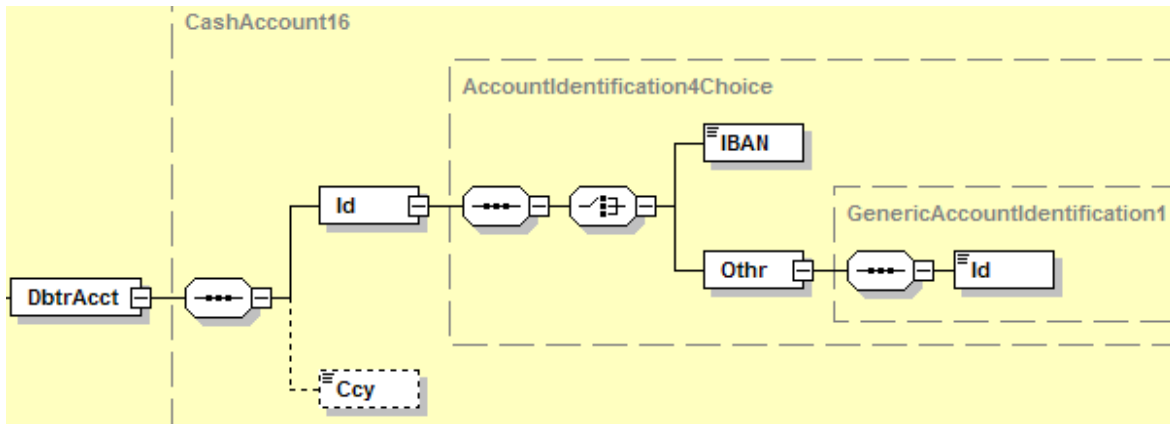 CashAccount16
AccountIdentification4Choice
IBAN
Id
GenericAccountIdentification1
Othr
Id
DbtrAcct
Ccy